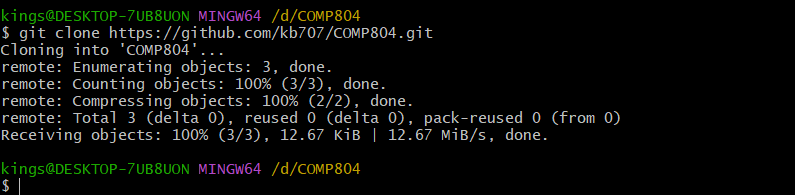 kings@DESKTOP-7UB8UON MINGW64 /d/COMP804
$ git clone https://github.com/kb707/COMP804.git
Cloning into 'COMP804'...
remote: Enumerating objects: 3, done.
remote: Counting objects: 100% (3/3), done.
remote: Compressing objects: 100% (2/2), done.
remote: Total 3 (delta 0), reused 0 (delta 0), pack-reused 0 (from 0)
Receiving objects: 100% (3/3), 12.67 KiB | 12.67 MiB/s, done.
kings@DESKTOP-7UB8UON MINGW64 /d/COMP804
$